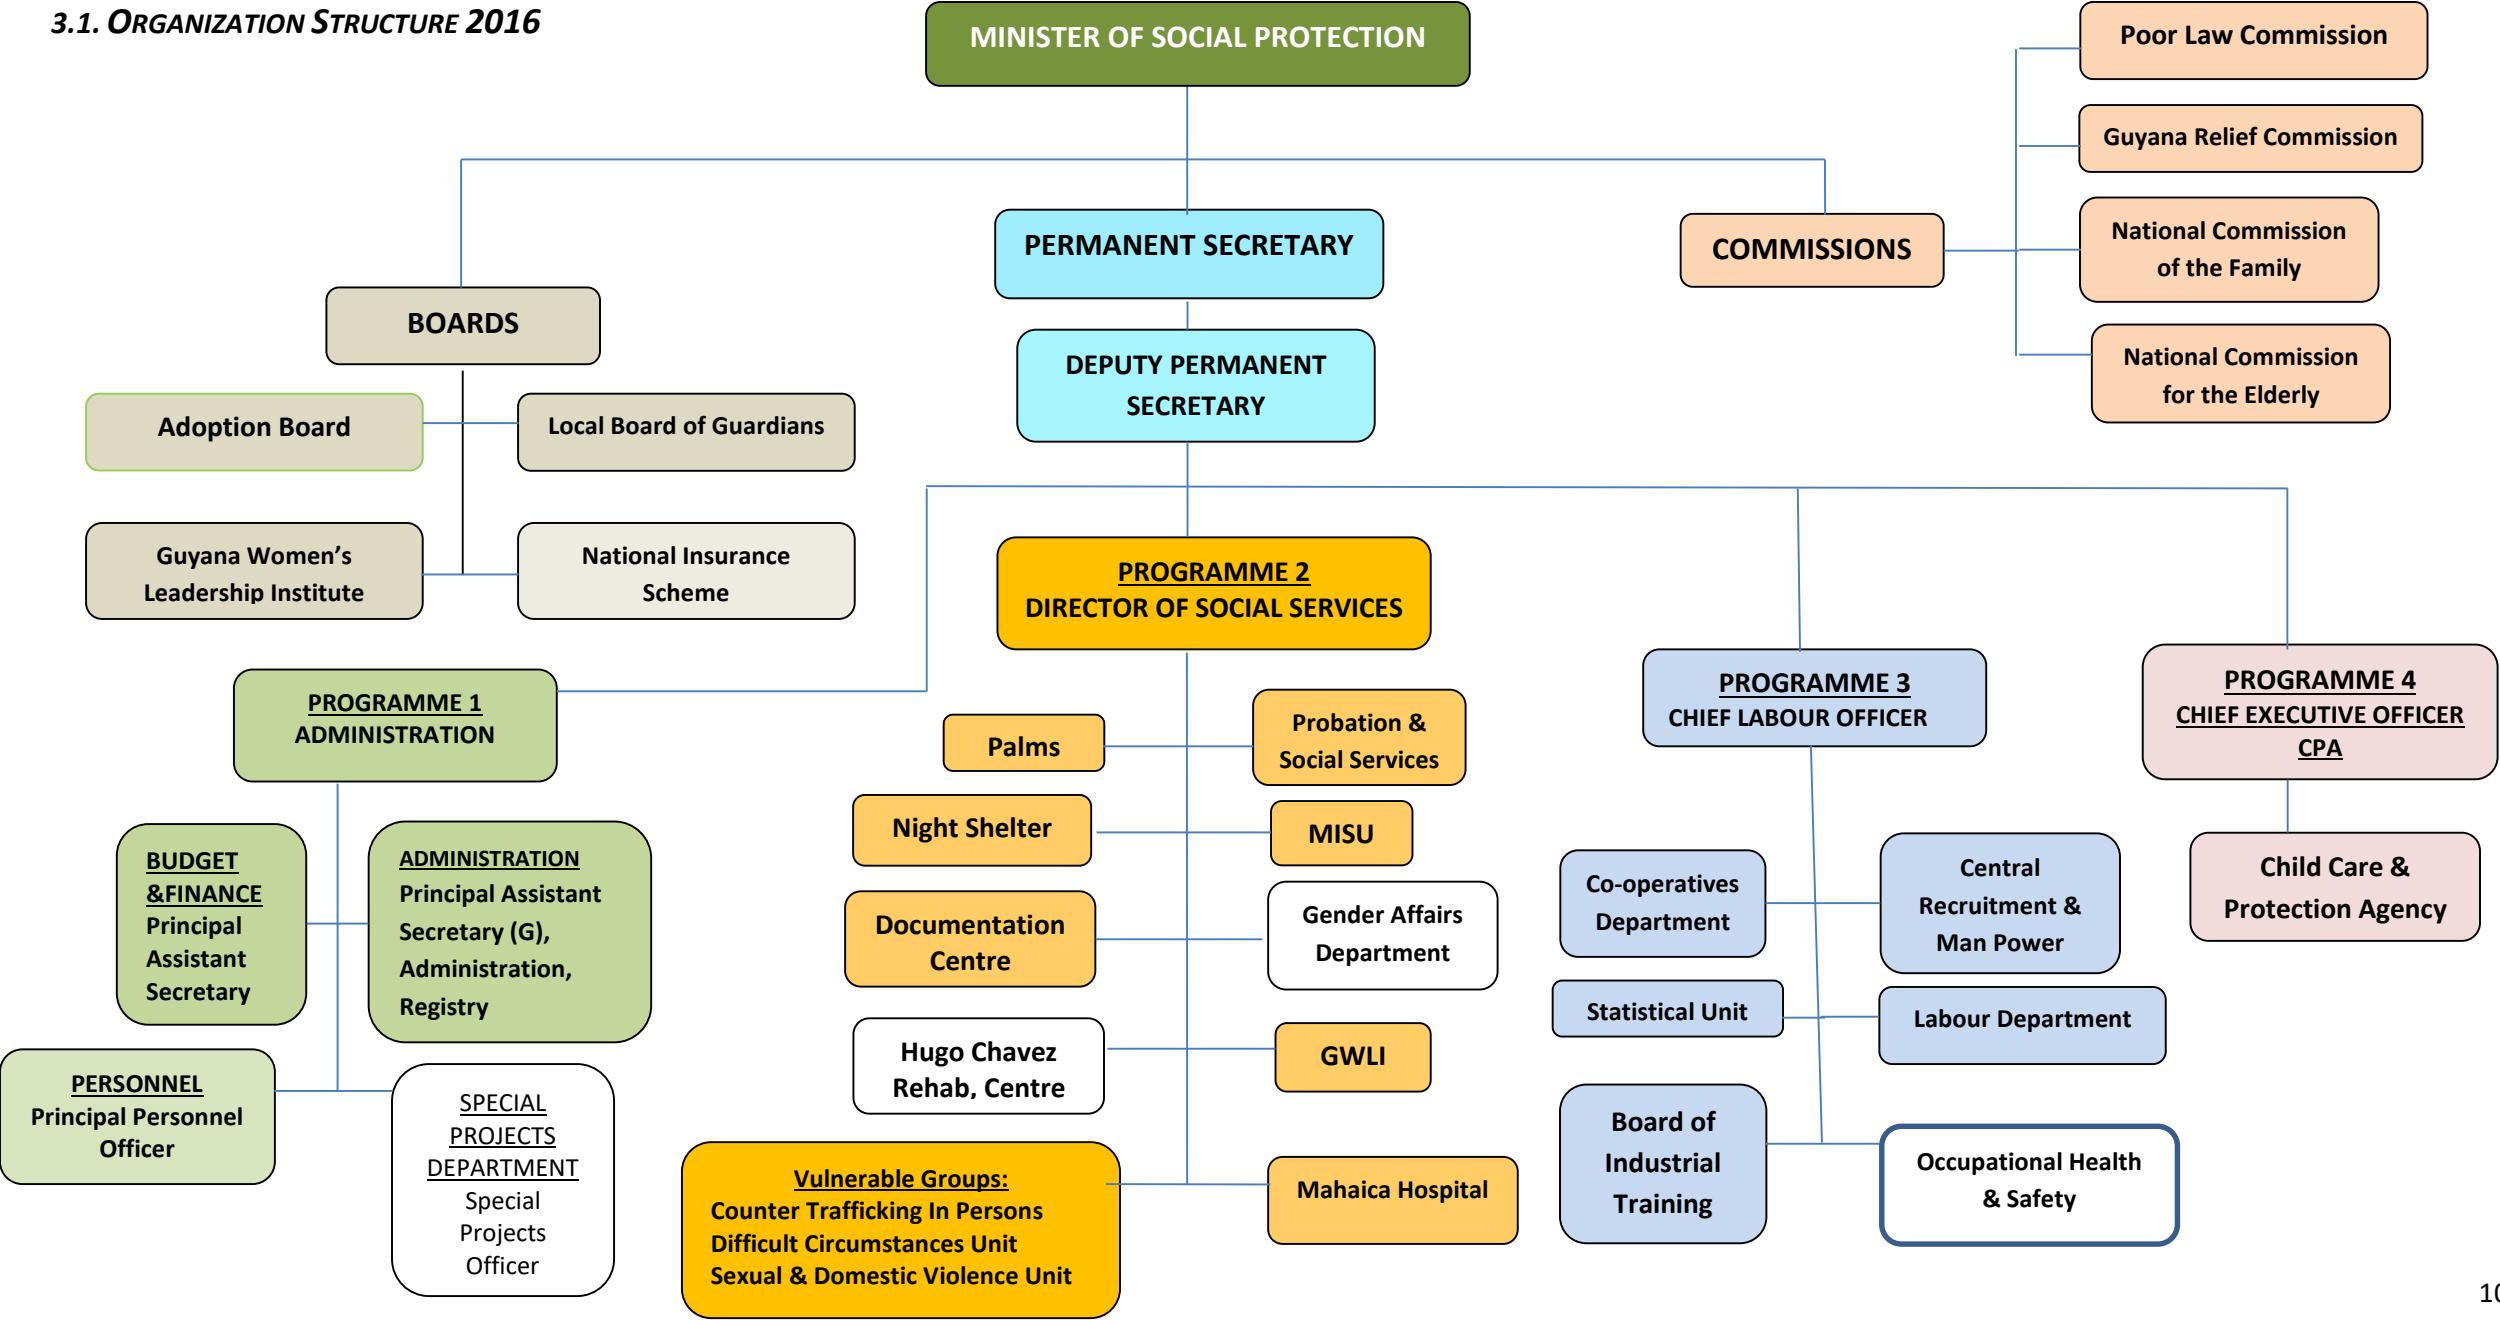 3.1. ORGANIZATION STRUCTURE 2016
MINISTER OF SOCIAL PROTECTION
Poor Law Commission
Guyana Relief Commission
National Commission
of the Family
National Commission
for the Elderly
COMMISSIONS
PERMANENT SECRETARY
DEPUTY PERMANENT
SECRETARY
BOARDS
Adoption Board
Local Board of Guardians
Guyana Women’s
Leadership Institute
National Insurance
Scheme
PROGRAMME 1
ADMINISTRATION
BUDGET
&FINANCE
Principal
Assistant
Secretary
ADMINISTRATION
Principal Assistant
Secretary (G),
Administration,
Registry
PERSONNEL
Principal Personnel
Officer
SPECIAL
PROJECTS
DEPARTMENT
Special
Projects
Officer
PROGRAMME 2
DIRECTOR OF SOCIAL SERVICES
Palms
Probation &
Social Services
Night Shelter
MISU
Documentation
Centre
Gender Affairs
Department
Hugo Chavez
Rehab, Centre
GWLI
Vulnerable Groups:
Counter Trafficking In Persons
Difficult Circumstances Unit
Sexual & Domestic Violence Unit
Mahaica Hospital
PROGRAMME 3
CHIEF LABOUR OFFICER
Co-operatives
Department
Central
Recruitment &
Man Power
Statistical Unit
Labour Department
Board of
Industrial
Training
Occupational Health
& Safety
PROGRAMME 4
CHIEF EXECUTIVE OFFICER
CPA
Child Care &
Protection Agency
10